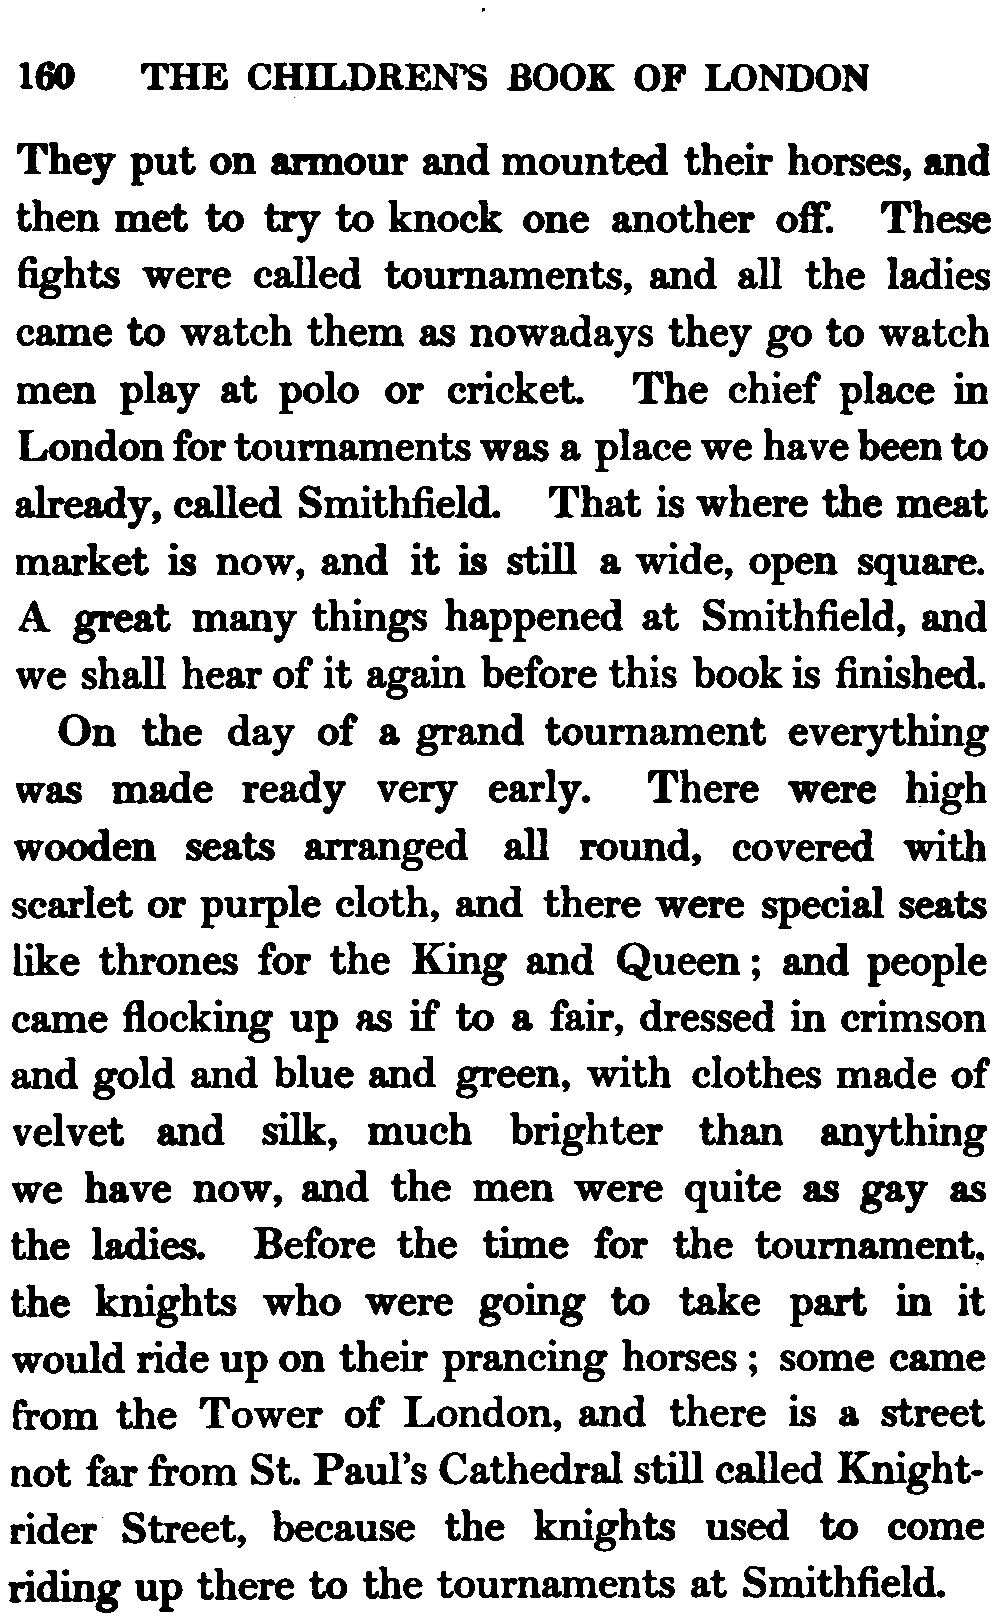 160 THE CHILDREN'S BOOK OF LONDON
They put on armour and mounted their horses, and
then met to try to knock one another off. These
fights were called tournaments, and all the ladies
came to watch them as nowadays they go to watch
men play at polo or cricket. The chief place in
London for tournaments was a place we have been to
already, called Smithfield. That is where the meat
market is now, and it is still a wide, open square.
A great many things happened at Smithfield, and
we shall hear of it again before this book is finished.
On the day of a grand tournament everything
was made ready very early. There were high
wooden seats arranged all round, covered with
scarlet or purple cloth, and there were special seats
like thrones for the King and Queen ; and people
came flocking up as if to a fair, dressed in crimson
and gold and blue and green, with clothes made of
velvet and silk, much brighter than anything
we have now, and the men were quite as gay as
the ladies. Before the time for the tournament.
the knights who were going to take part in it
would ride up on their prancing horses ; some came
from the Tower of London, and there is a street
not far from St. Paul's Cathedral still called Knight-
rider Street, because the knights used to come
riding up there to the tournaments at Smithfield.